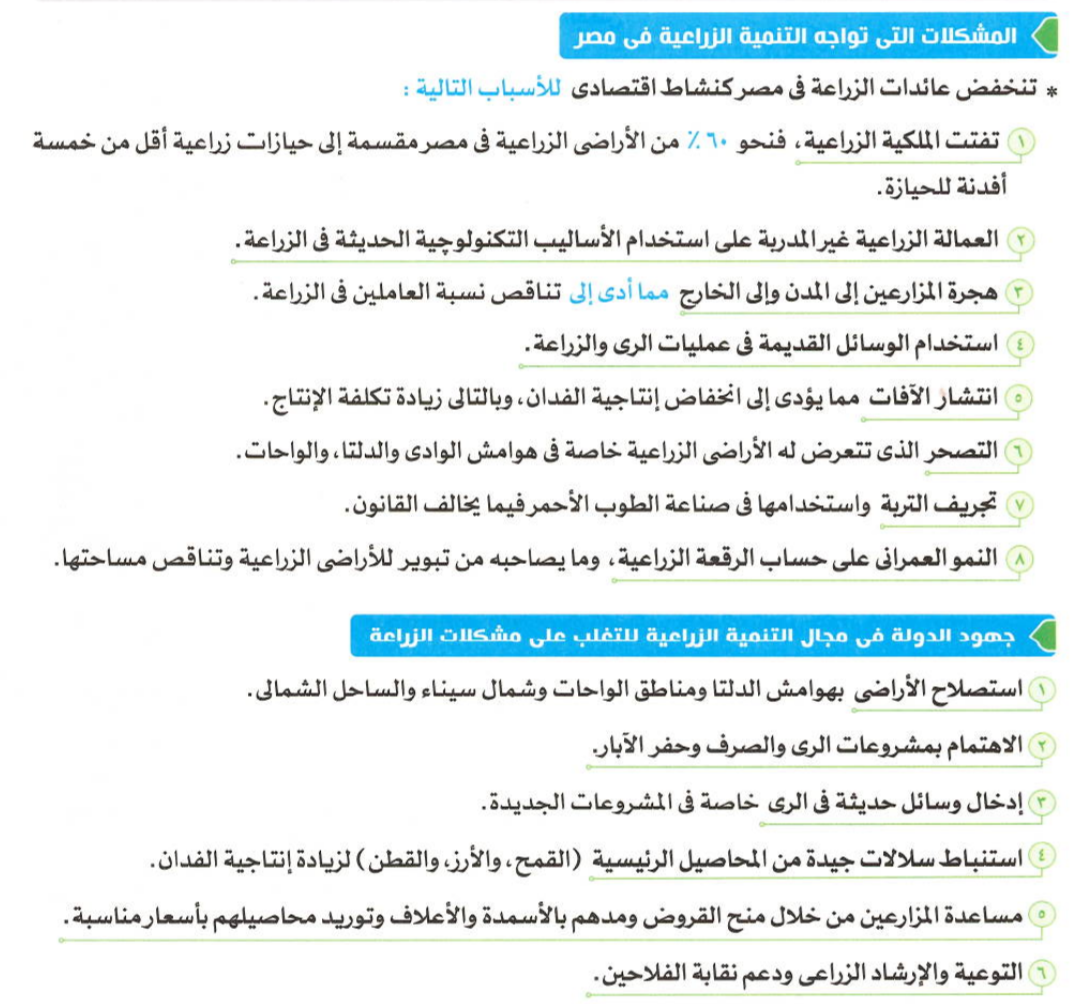 المشكلات التى تواجه التنمية الزراعية فى مصر
* تنخفض عائدات الزراعة فى مصر كنشاط اقتصادى للأسباب التالية :
١ تفتت الملكية الزراعية، فنحو ٦٠ ٪ من الأراضى الزراعية فى مصر مقسمة إلى حيازات زراعية أقل من خمسة
أفدنة للحيازة.
٢ العمالة الزراعية غير المدربة على استخدام الأساليب التكنولوچية الحديثة فى الزراعة.
٣ هجرة المزارعين إلى المدن وإلى الخارج مما أدى إلى تناقص نسبة العاملين فى الزراعة.
٤ استخدام الوسائل القديمة فى عمليات الرى والزراعة.
٥ انتشار الآفات مما يؤدى إلى انخفاض إنتاجية الفدان، وبالتالى زيادة تكلفة الإنتاج.
٦ التصحر الذى تتعرض له الأراضى الزراعية خاصة فى هوامش الوادى والدلتا، والواحات.
٧ تجريف التربة واستخدامها فى صناعة الطوب الأحمر فيما يخالف القانون.
٨ النمو العمرانى على حساب الرقعة الزراعية، وما يصاحبه من تبوير للأراضى الزراعية وتناقص مساحتها.
جهود الدولة فى مجال التنمية الزراعية للتغلب على مشكلات الزراعة
١ استصلاح الأراضى بهوامش الدلتا ومناطق الواحات وشمال سيناء والساحل الشمالى.
٢ الاهتمام بمشروعات الرى والصرف وحفر الآبار.
٣ إدخال وسائل حديثة فى الرى خاصة فى المشروعات الجديدة.
٤ استنباط سلالات جيدة من المحاصيل الرئيسية (القمح، والأرز، والقطن) لزيادة إنتاجية الفدان.
٥ مساعدة المزارعين من خلال منح القروض ومدهم بالأسمدة والأعلاف وتوريد محاصيلهم بأسعار مناسبة.
٦ التوعية والإرشاد الزراعى ودعم نقابة الفلاحين.